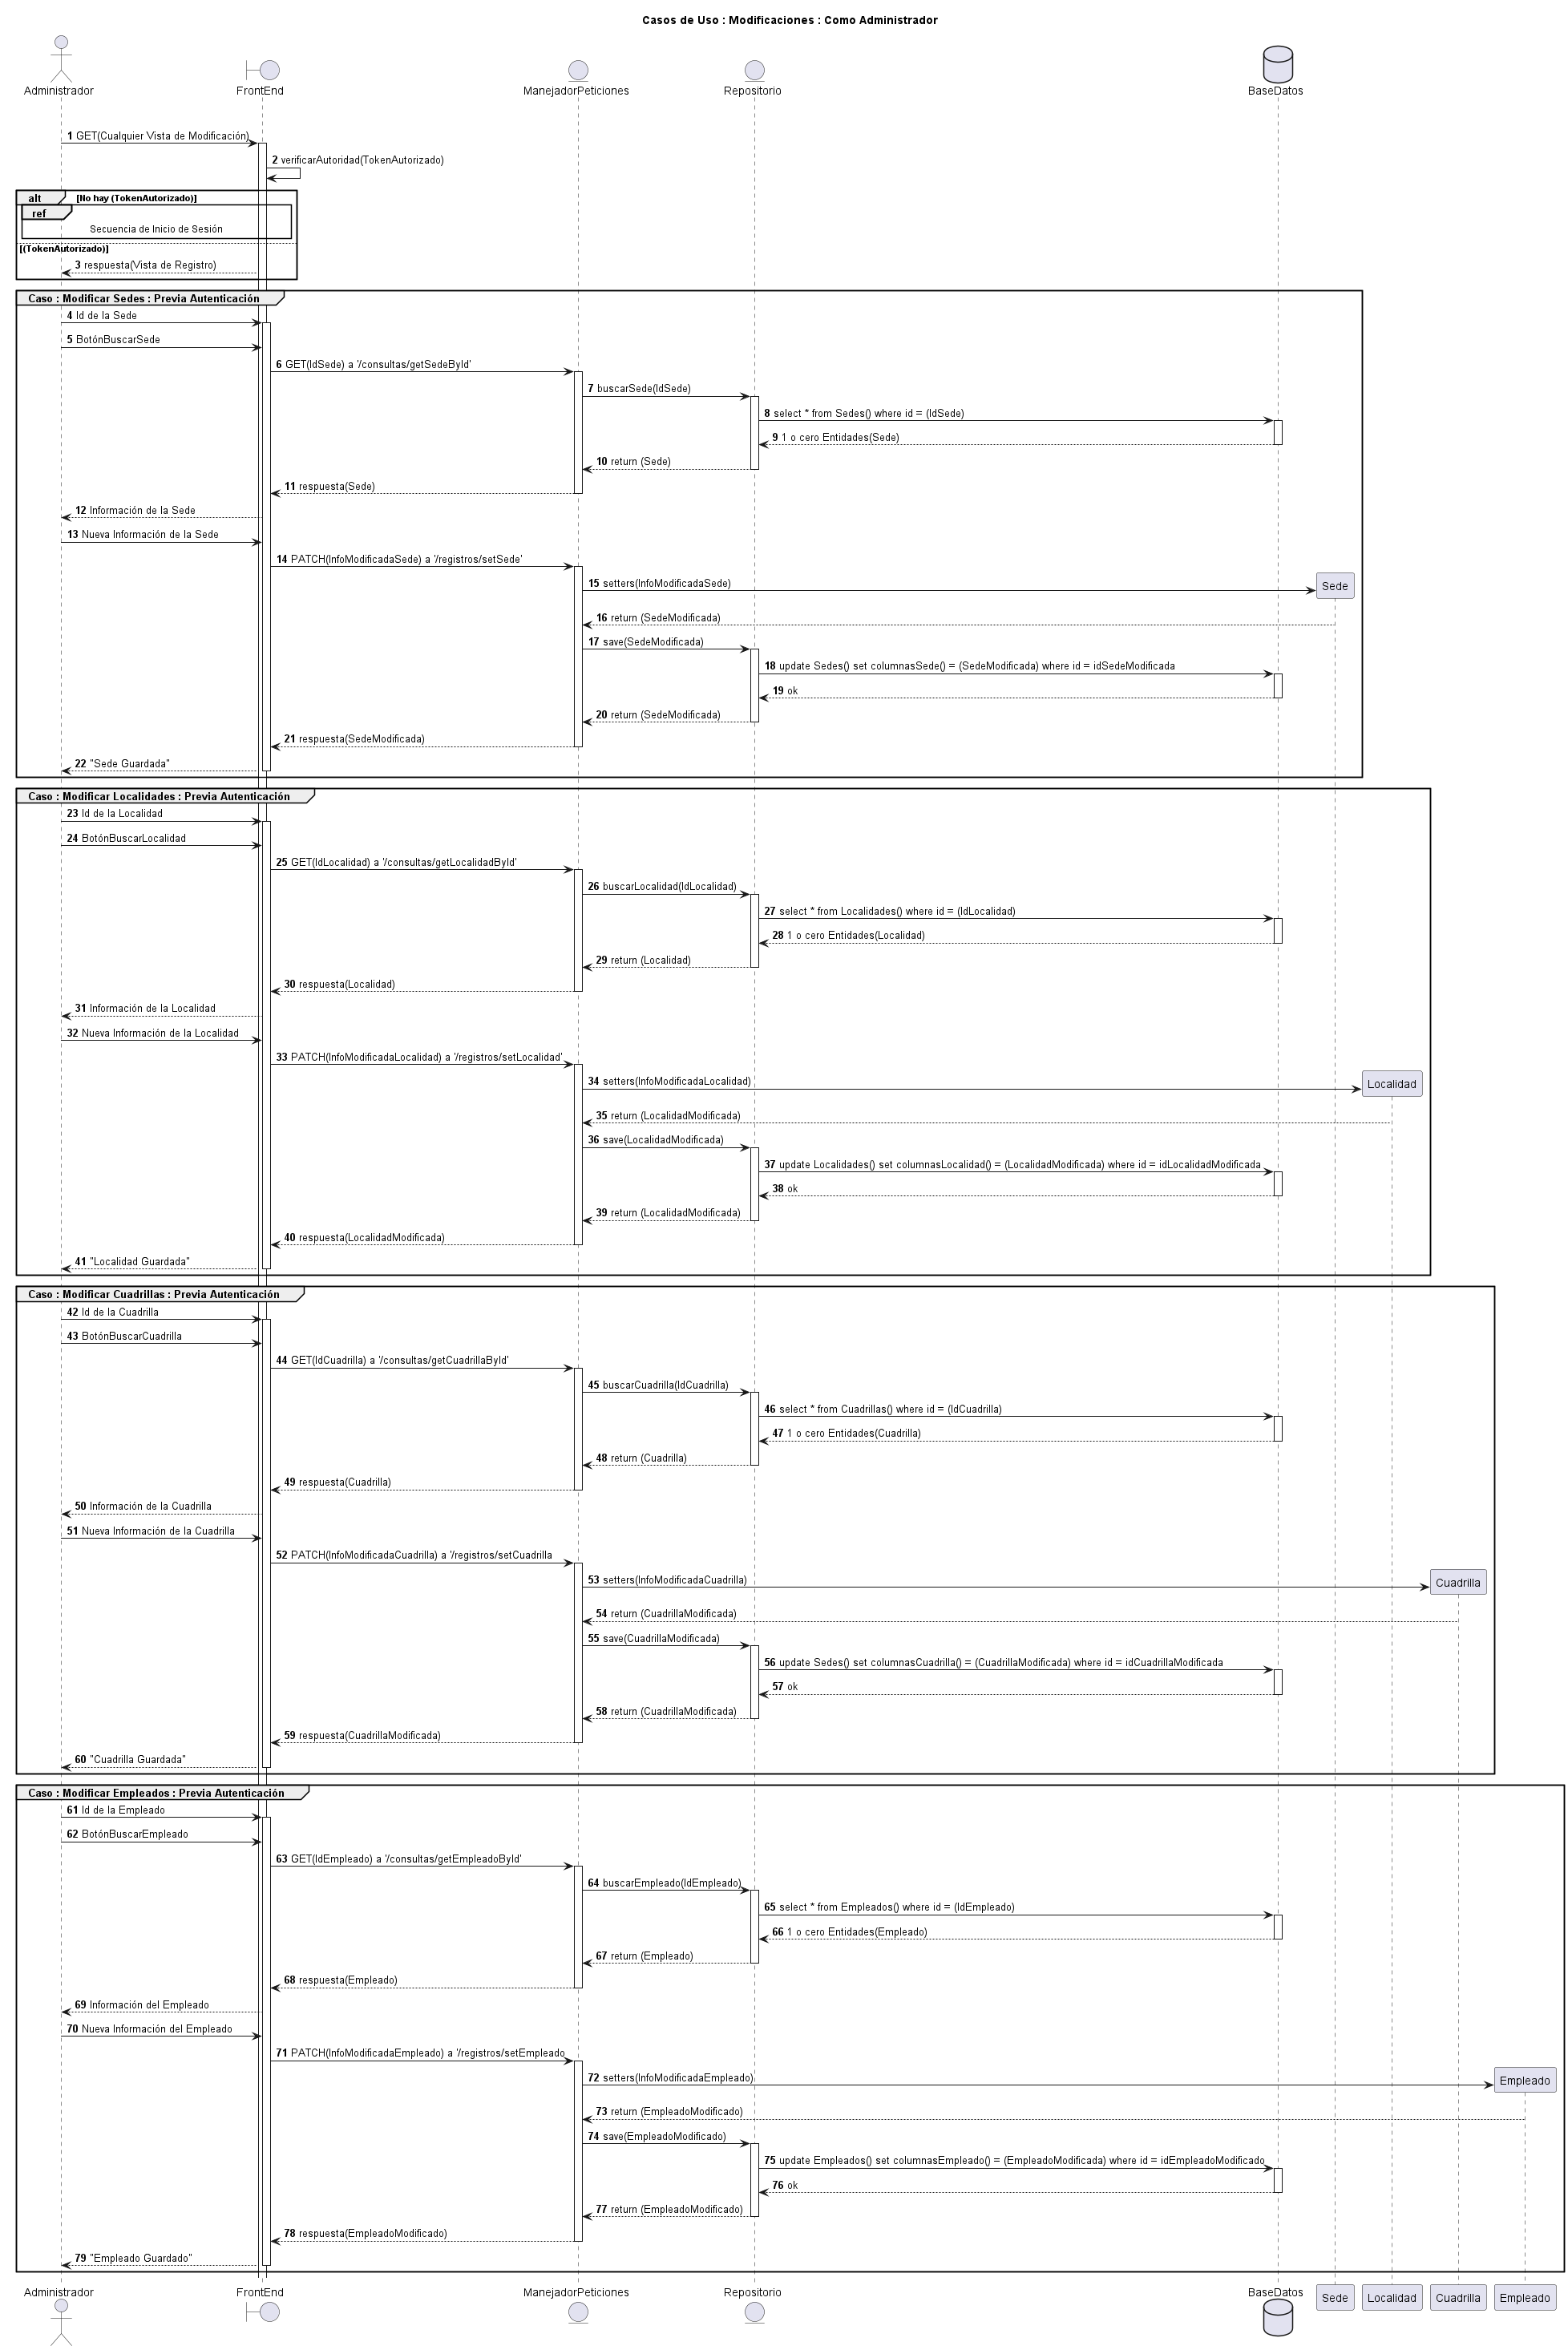 Casos de Uso : Modificaciones : Como Administrador
Administrador
FrontEnd
ManejadorPeticiones
Repositorio
BaseDatos
1 GET(Cualquier Vista de Modificación)
2 verificarAutoridad(TokenAutorizado)
alt [No hay (TokenAutorizado)]
ref
Secuencia de Inicio de Sesión
[(TokenAutorizado)]
3 respuesta(Vista de Registro)
Caso : Modificar Sedes : Previa Autenticación
4 Id de la Sede
5 BotónBuscarSede
6 GET(IdSede) a '/consultas/getSedeById'
7 buscarSede(IdSede)
8 select * from Sedes() where id = (IdSede)
9 1 o cero Entidades(Sede)
10 return (Sede)
11 respuesta(Sede)
12 Información de la Sede
13 Nueva Información de la Sede
14 PATCH(InfoModificadaSede) a '/registros/setSede'
15 setters(InfoModificadaSede)
Sede
16 return (SedeModificada)
17 save(SedeModificada)
18 update Sedes() set columnasSede() = (SedeModificada) where id = idSedeModificada
19 ok
20 return (SedeModificada)
21 respuesta(SedeModificada)
22 "Sede Guardada"
Caso : Modificar Localidades : Previa Autenticación
23 Id de la Localidad
24 BotónBuscarLocalidad
25 GET(IdLocalidad) a '/consultas/getLocalidadById'
26 buscarLocalidad(IdLocalidad)
27 select * from Localidades() where id = (IdLocalidad)
28 1 o cero Entidades(Localidad)
29 return (Localidad)
30 respuesta(Localidad)
31 Información de la Localidad
32 Nueva Información de la Localidad
33 PATCH(InfoModificadaLocalidad) a '/registros/setLocalidad'
34 setters(InfoModificadaLocalidad)
Localidad
35 return (LocalidadModificada)
36 save(LocalidadModificada)
37 update Localidades() set columnasLocalidad() = (LocalidadModificada) where id = idLocalidadModificada
38 ok
39 return (LocalidadModificada)
40 respuesta(LocalidadModificada)
41 "Localidad Guardada"
Caso : Modificar Cuadrillas : Previa Autenticación
42 Id de la Cuadrilla
43 BotónBuscarCuadrilla
44 GET(IdCuadrilla) a '/consultas/getCuadrillaById'
45 buscarCuadrilla(IdCuadrilla)
46 select * from Cuadrillas() where id = (IdCuadrilla)
47 1 o cero Entidades(Cuadrilla)
48 return (Cuadrilla)
49 respuesta(Cuadrilla)
50 Información de la Cuadrilla
51 Nueva Información de la Cuadrilla
52 PATCH(InfoModificadaCuadrilla) a '/registros/setCuadrilla
53 setters(InfoModificadaCuadrilla)
Cuadrilla
54 return (CuadrillaModificada)
55 save(CuadrillaModificada)
56 update Sedes() set columnasCuadrilla() = (CuadrillaModificada) where id = idCuadrillaModificada
57 ok
58 return (CuadrillaModificada)
59 respuesta(CuadrillaModificada)
60 "Cuadrilla Guardada"
Caso : Modificar Empleados : Previa Autenticación
61 Id de la Empleado
62 BotónBuscarEmpleado
63 GET(IdEmpleado) a '/consultas/getEmpleadoById'
64 buscarEmpleado(IdEmpleado)
65 select * from Empleados() where id = (IdEmpleado)
66 1 o cero Entidades(Empleado)
67 return (Empleado)
68 respuesta(Empleado)
69 Información del Empleado
70 Nueva Información del Empleado
71 PATCH(InfoModificadaEmpleado) a '/registros/setEmpleado
72 setters(InfoModificadaEmpleado)
Empleado
73 return (EmpleadoModificado)
74 save(EmpleadoModificado)
75 update Empleados() set columnasEmpleado() = (EmpleadoModificada) where id = idEmpleadoModificado
76 ok
77 return (EmpleadoModificado)
78 respuesta(EmpleadoModificado)
79 "Empleado Guardado"
Administrador
FrontEnd
ManejadorPeticiones
Repositorio
BaseDatos
Sede
Localidad
Cuadrilla
Empleado